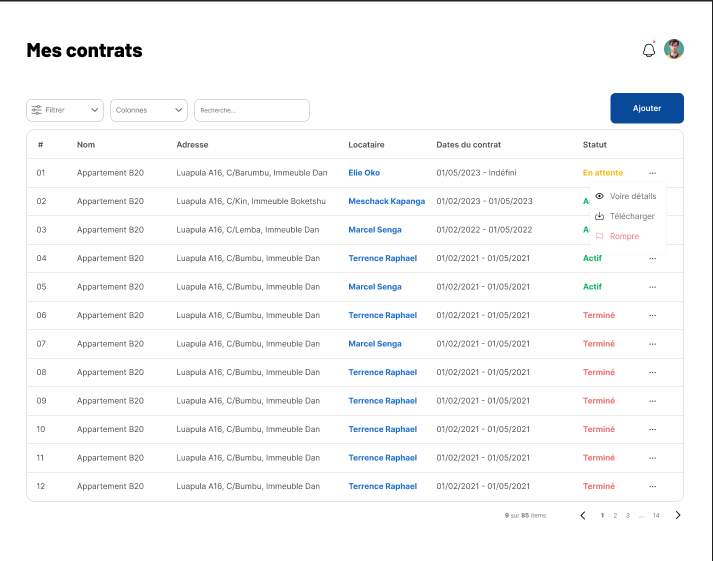 Mes contrats
Filtrer Colonnes Recherche... Ajouter
# Nom Adresse Locataire Dates du contrat Statut
01 Appartement B20 Luapula A16, C/Barumbu, Immeuble Dan Elie Oko 01/05/2023 - Indéfini En attente ...
02 Appartement B20 Luapula A16, C/Kin, Immeuble Boketshu Meschack Kapanga 01/02/2023 - 01/05/2023 A
Voire détails
03 Appartement B20 Luapula A16, C/Lemba, Immeuble Dan Marcel Senga 01/02/2022 - 01/05/2022 A
Télécharger
Rompre
04 Appartement B20 Luapula A16, C/Bumbu, Immeuble Dan Terrence Raphael 01/02/2021 - 01/05/2021 Actif ...
05 Appartement B20 Luapula A16, C/Bumbu, Immeuble Dan Marcel Senga 01/02/2021 - 01/05/2021 Actif ...
06 Appartement B20 Luapula A16, C/Bumbu, Immeuble Dan Terrence Raphael 01/02/2021 - 01/05/2021 Terminé ...
07 Appartement B20 Luapula A16, C/Bumbu, Immeuble Dan Marcel Senga 01/02/2021 - 01/05/2021 Terminé ...
08 Appartement B20 Luapula A16, C/Bumbu, Immeuble Dan Terrence Raphael 01/02/2021 - 01/05/2021 Terminé ...
09 Appartement B20 Luapula A16, C/Bumbu, Immeuble Dan Terrence Raphael 01/02/2021 - 01/05/2021 Terminé ...
10 Appartement B20 Luapula A16, C/Bumbu, Immeuble Dan Terrence Raphael 01/02/2021 - 01/05/2021 Terminé ...
11 Appartement B20 Luapula A16, C/Bumbu, Immeuble Dan Terrence Raphael 01/02/2021 - 01/05/2021 Terminé ...
12 Appartement B20 Luapula A16, C/Bumbu, Immeuble Dan Terrence Raphael 01/02/2021 - 01/05/2021 Terminé ...
9 sur 85 items 1 2 3 ... 14